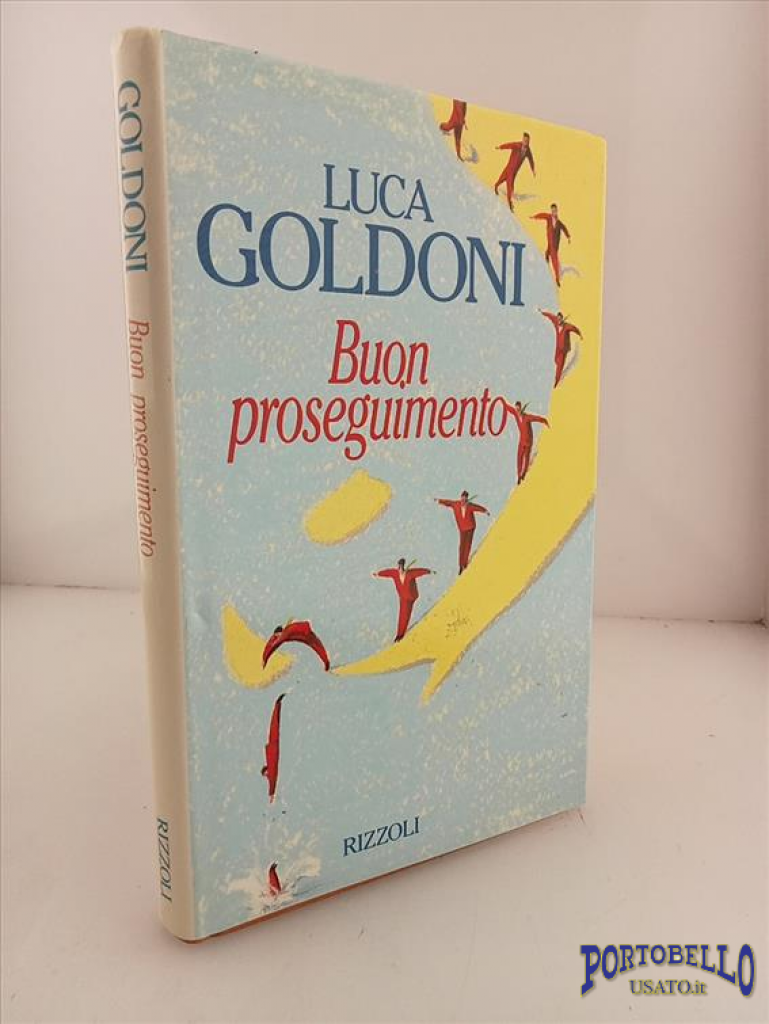 GOLDONI Buon proseguimento RIZZOLI
LUCA
GOLDONI
Buon
proseguimento
RIZZOLI
PORTOBELLO
USATO.it